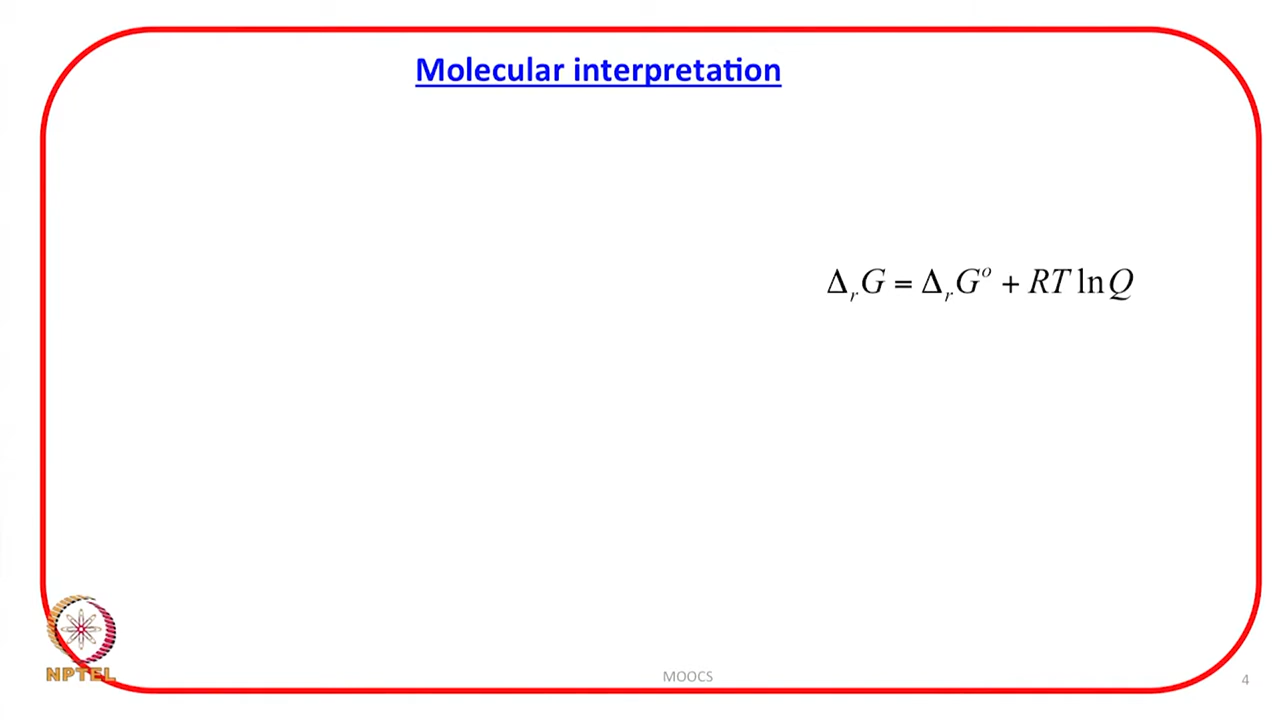 Molecular interpretation
ΔᵣG = ΔᵣG° + RT ln Q
NPTEL
MOOCS
4